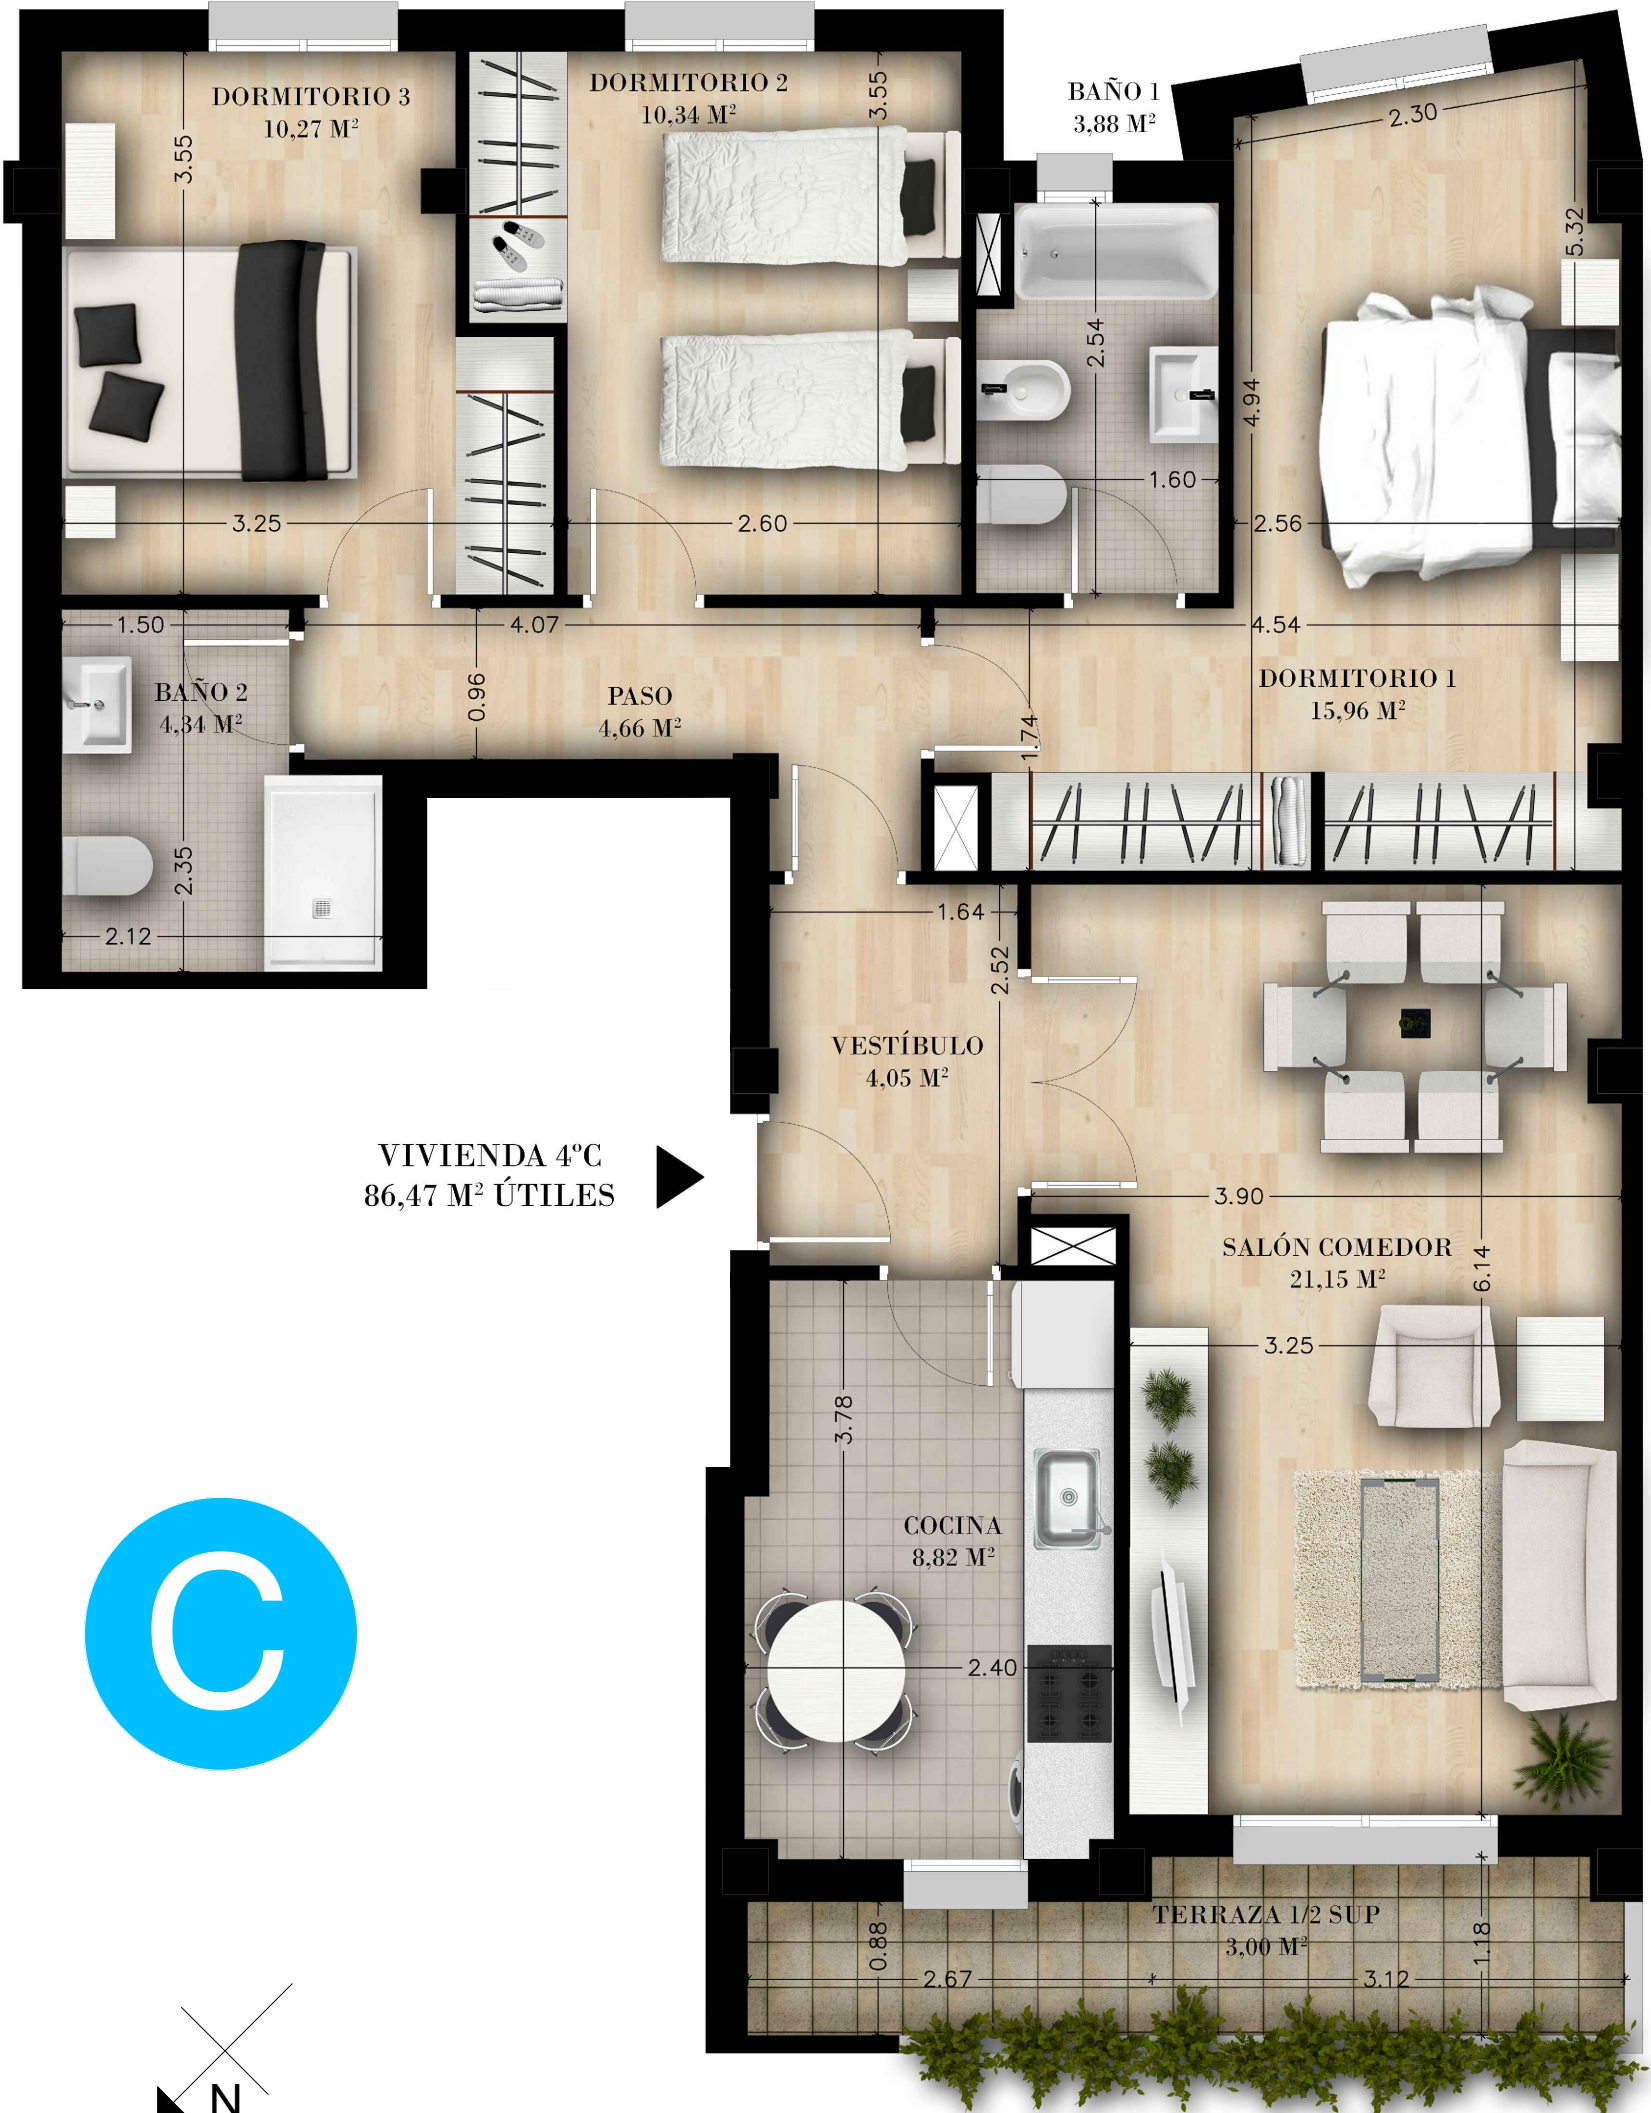 DORMITORIO 3
10,27 M²
3.55
3.25
DORMITORIO 2
10,34 M²
3.55
2.60
BAÑO 1
3,88 M²
2.54
1.60
2.30
5.32
4.94
2.56
4.54
DORMITORIO 1
15,96 M²
1.74
1.50
BAÑO 2
4,34 M²
2.35
2.12
4.07
0.96
PASO
4,66 M²
1.64
2.52
VESTÍBULO
4,05 M²
VIVIENDA 4ºC
86,47 M² ÚTILES
3.90
SALÓN COMEDOR
21,15 M²
6.14
3.25
3.78
COCINA
8,82 M²
2.40
C
TERRAZA 1/2 SUP
3,00 M²
0.88
1.18
2.67
3.12
N